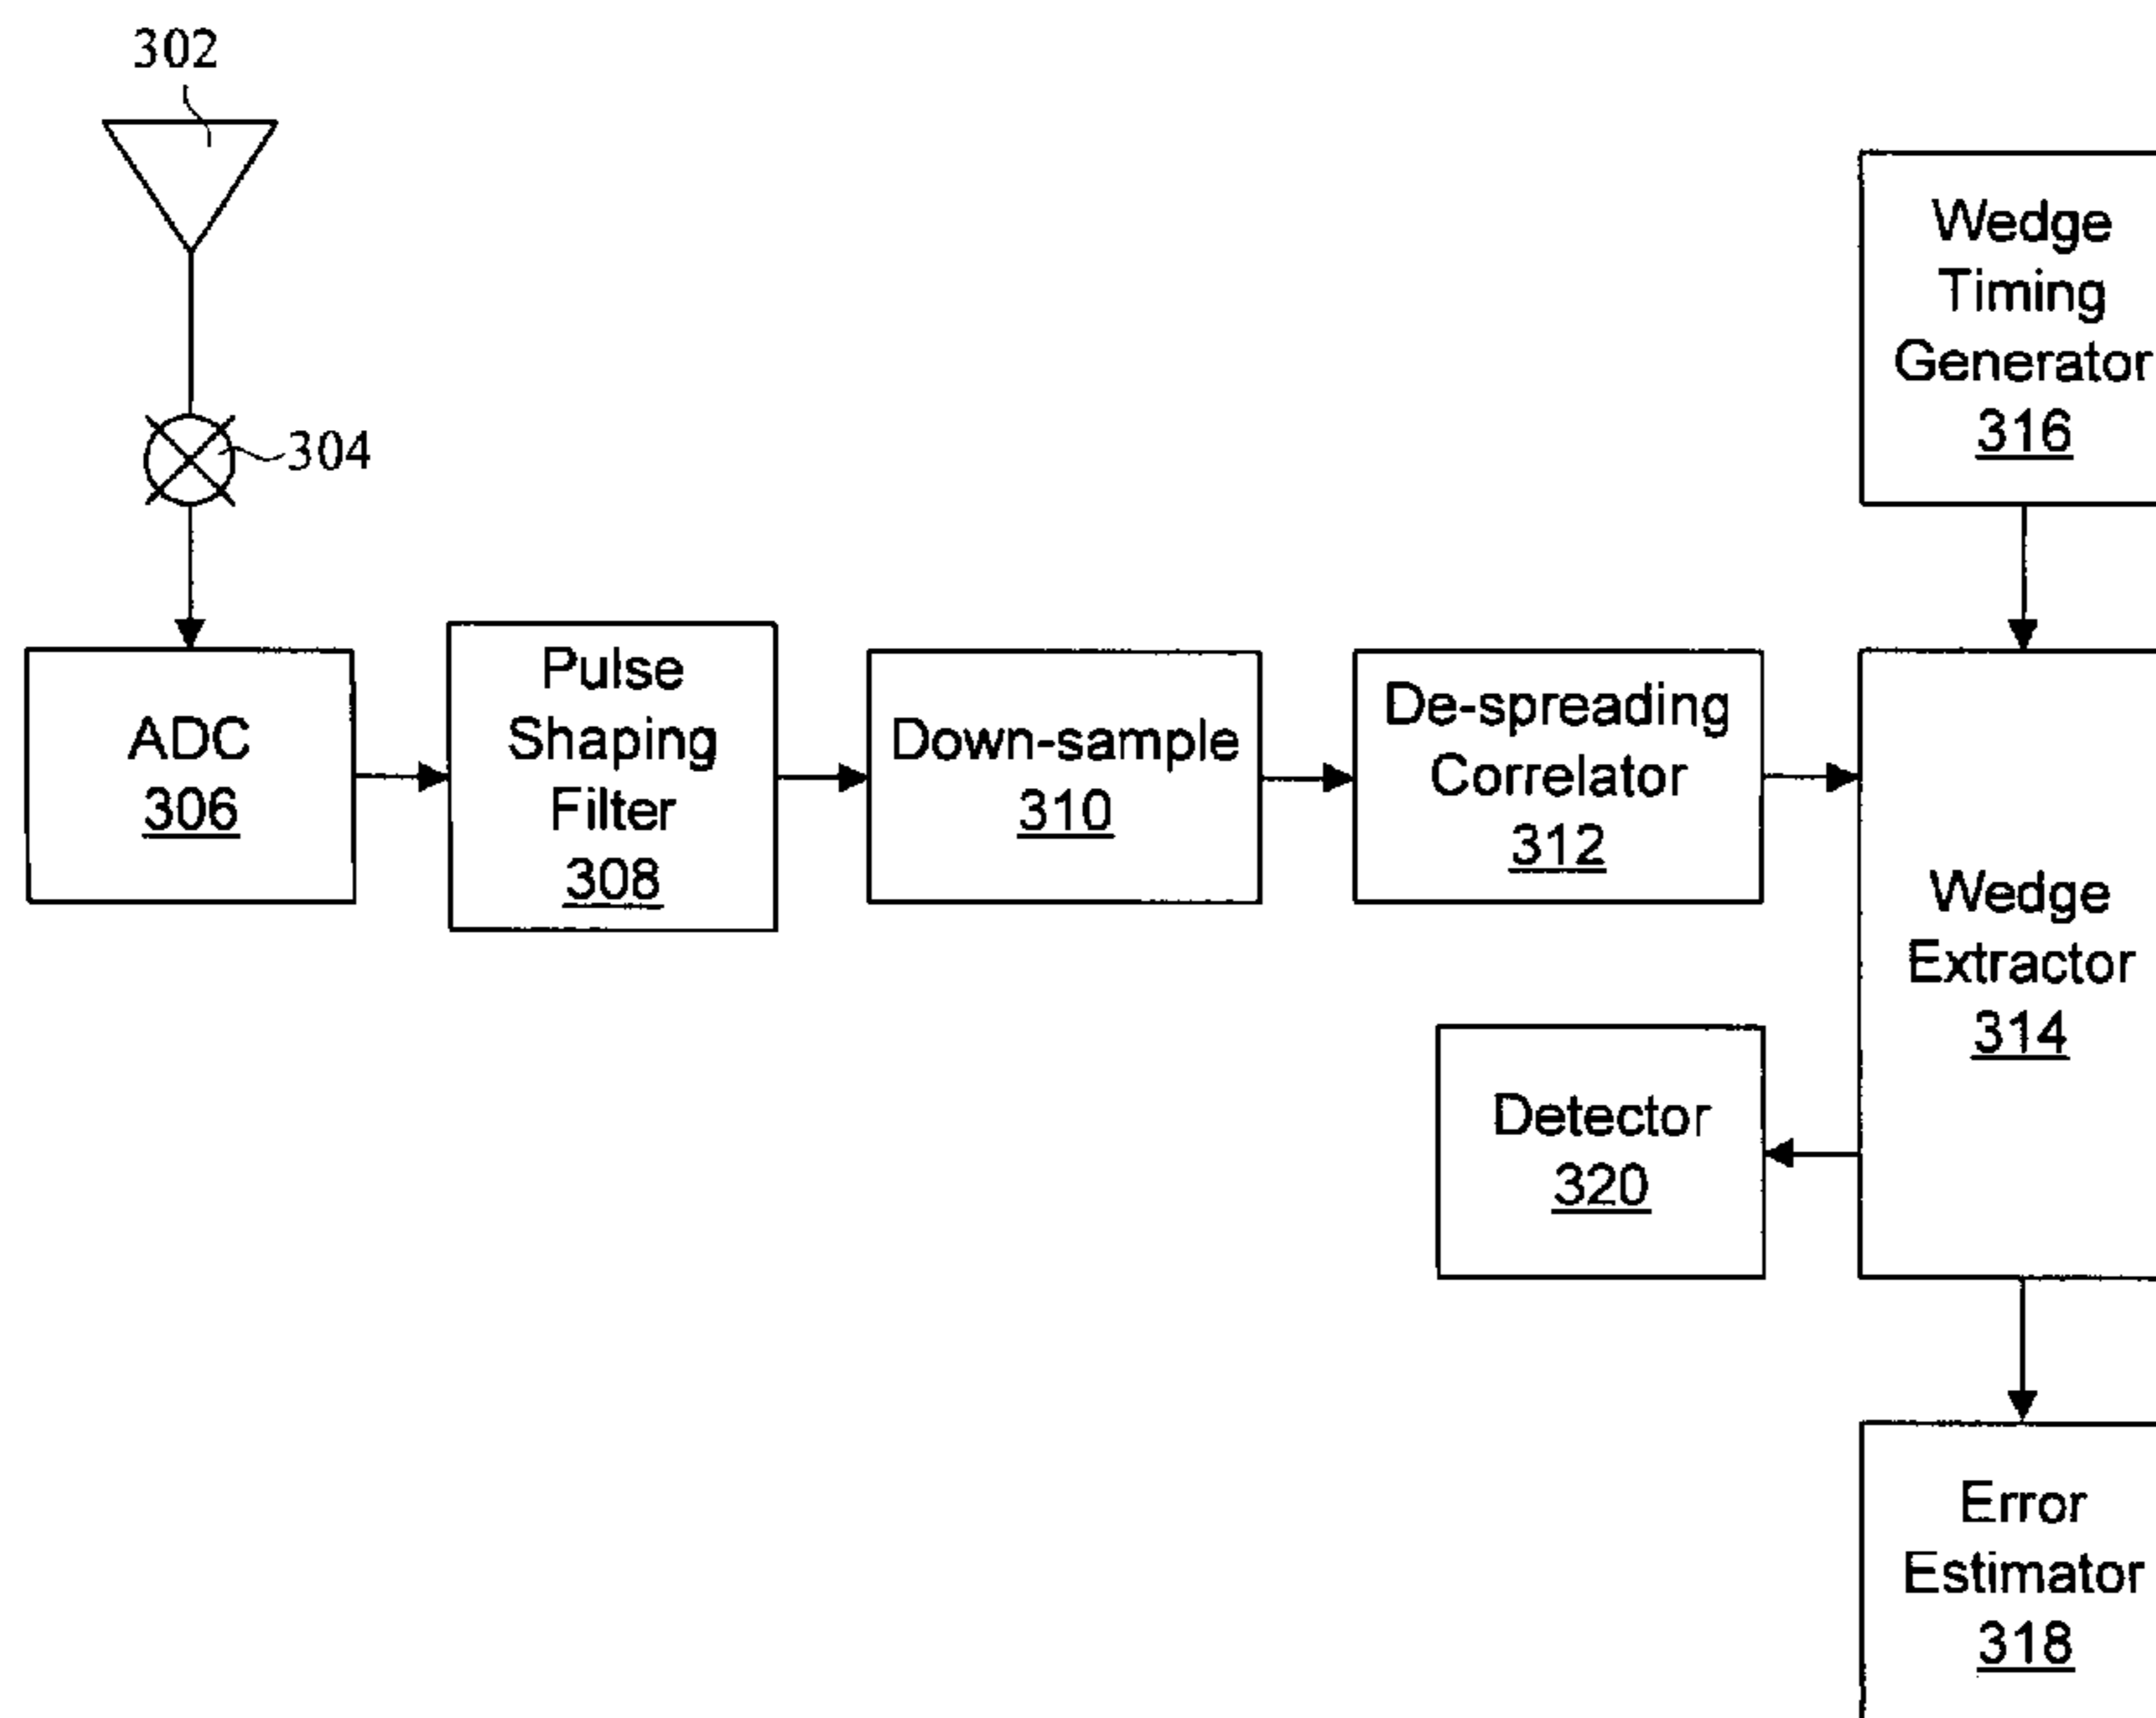 302
304
Wedge
Timing
Generator
316
ADC
306
Pulse
Shaping
Filter
308
Down-sample
310
De-spreading
Correlator
312
Wedge
Extractor
314
Detector
320
Error
Estimator
318